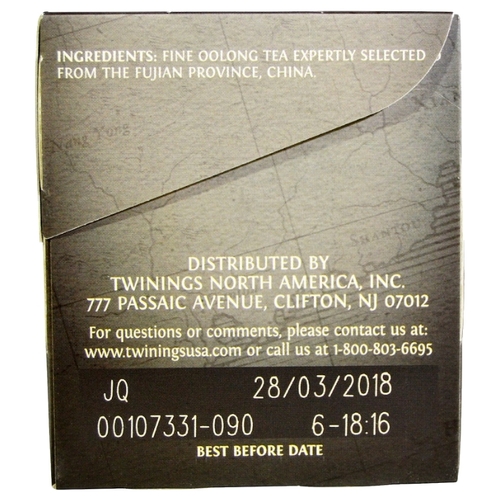 INGREDIENTS: FINE OOLONG TEA EXPERTLY SELECTED
FROM THE FUJIAN PROVINCE, CHINA.
SHANTOU
DISTRIBUTED BY
TWININGS NORTH AMERICA, INC.
777 PASSAIC AVENUE, CLIFTON, NJ 07012
For questions or comments, please contact us at:
www.twiningsusa.com or call us at 1-800-803-6695
JQ 28/03/2018
00107331-090 6-18:16
BEST BEFORE DATE